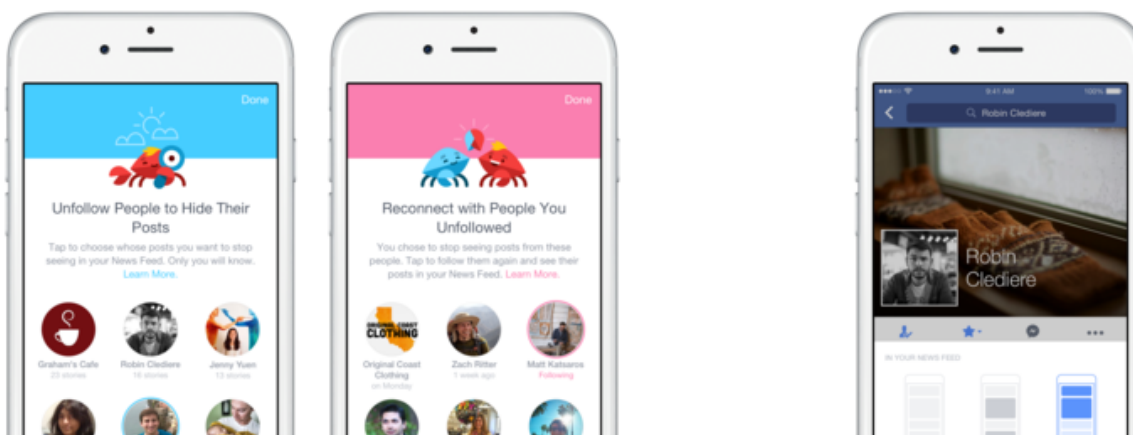 Done
Unfollow People to Hide Their
Posts
Tap to choose whose posts you want to stop
seeing in your News Feed. Only you will know.
Learn More.
Graham's Cafe
23 stories
Robin Clediere
16 stories
Jenny Yuen
13 stories
Done
Reconnect with People You
Unfollowed
You chose to stop seeing posts from these
people. Tap to follow them again and see their
posts in your News Feed. Learn More.
ORIGINAL COAST
CLOTHING
Original Coast
Clothing
on Monday
Zach Ritter
1 week ago
Matt Katsaros
Following
9:41 AM
100%
Robin Clediere
Robin
Clediere
IN YOUR NEWS FEED